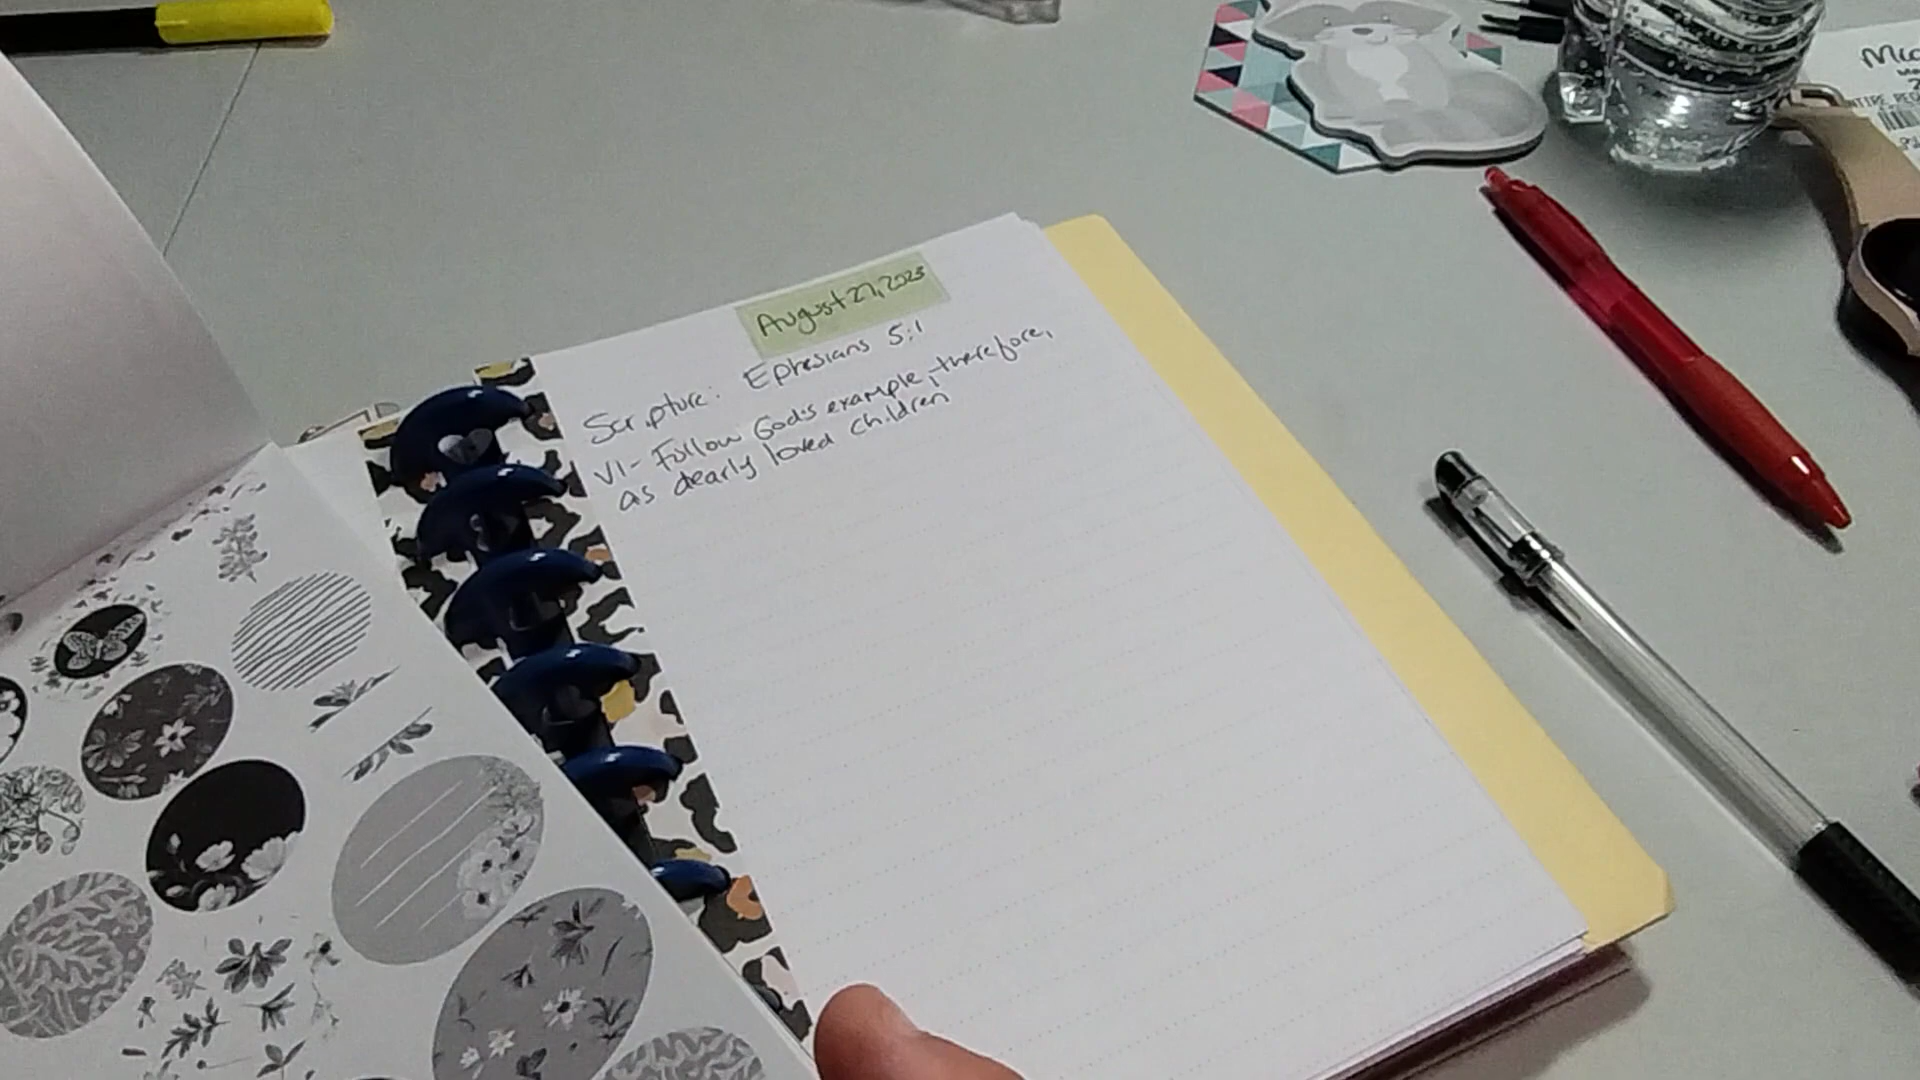 August 27, 2023
Scripture: Ephesians 5:1
V1- Follow God's example, therefore,
as dearly loved children